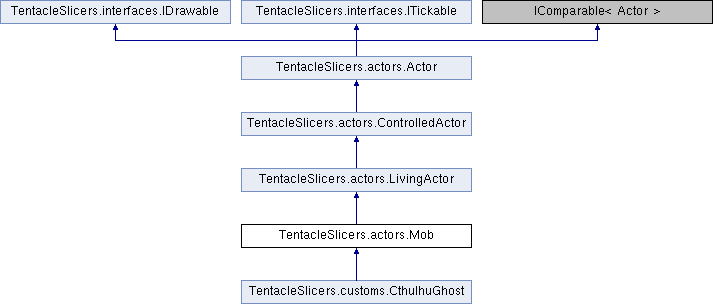 TentacleSlicers.interfaces.IDrawable
TentacleSlicers.interfaces.ITickable
IComparable< Actor >
TentacleSlicers.actors.Actor
TentacleSlicers.actors.ControlledActor
TentacleSlicers.actors.LivingActor
TentacleSlicers.actors.Mob
TentacleSlicers.customs.CthulhuGhost